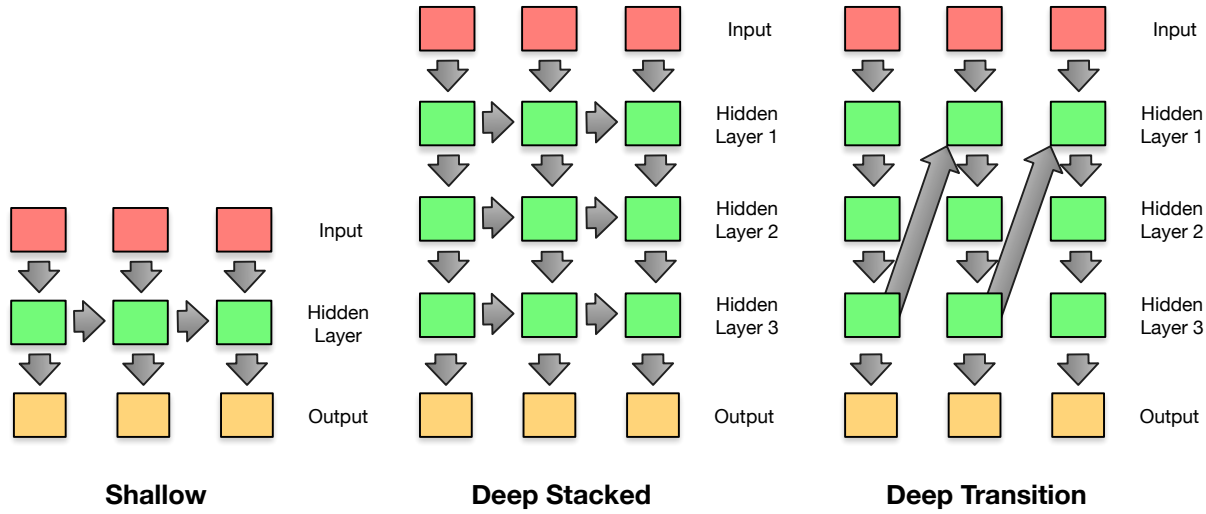 Input
Hidden
Layer
Output
Shallow
Input
Hidden
Layer 1
Hidden
Layer 2
Hidden
Layer 3
Output
Deep Stacked
Input
Hidden
Layer 1
Hidden
Layer 2
Hidden
Layer 3
Output
Deep Transition